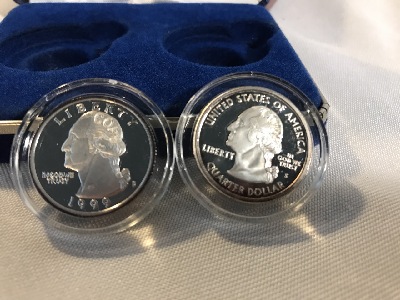 LIBERTY
IN GOD WE
TRUST
1999
UNITED STATES OF AMERICA
LIBERTY
IN
GOD WE
TRUST
S
QUARTER DOLLAR